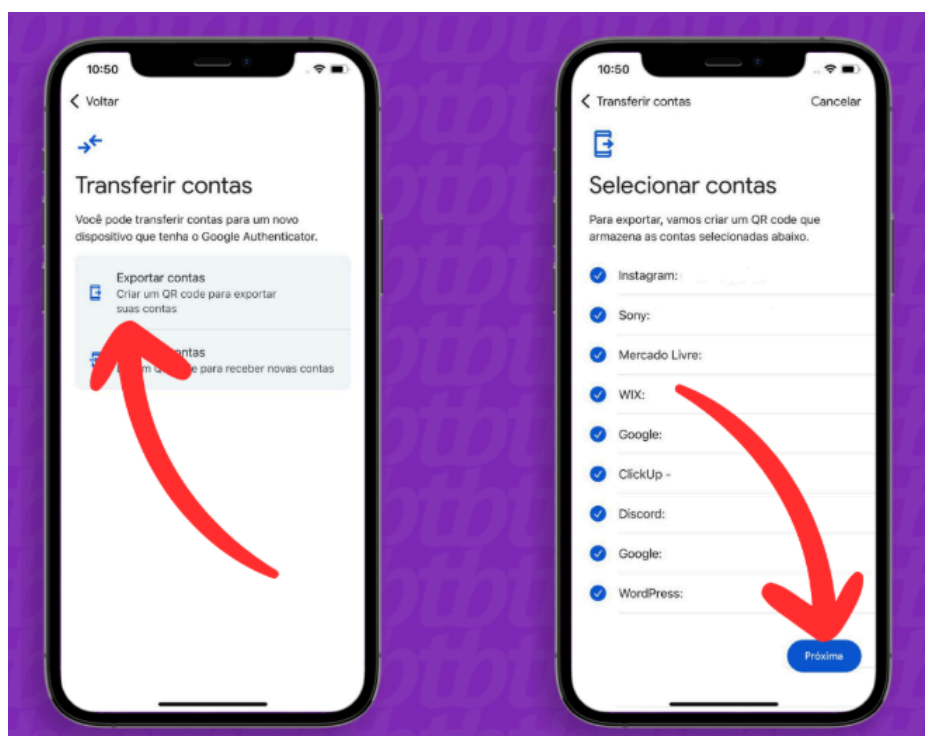 10:50
Voltar
Transferir contas
Você pode transferir contas para um novo
dispositivo que tenha o Google Authenticator.
Exportar contas
Criar um QR code para exportar
suas contas
contas
para receber novas contas
10:50
Transferir contas
Cancelar
Selecionar contas
Para exportar, vamos criar um QR code que
armazena as contas selecionadas abaixo.
Instagram:
Sony:
Mercado Livre:
WIX:
Google:
ClickUp -
Discord:
Google:
WordPress:
Próxima